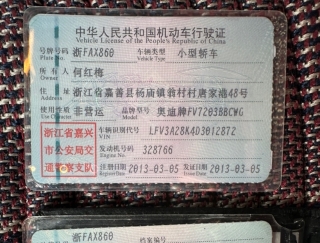 中华人民共和国机动车行驶证
Vehicle License of the People's Republic of China
号牌号码 浙FAX860 车辆类型 小型轿车
Plate No. Vehicle Type
所有人 何红梅
Owner
住址 浙江省嘉善县杨庙镇翁村村唐家港48号
Address
使用性质 非营运 品牌型号 奥迪牌FV7203BBCWG
Use Character Model
浙江省嘉兴
市公安局交
通警察支队
车辆识别代号 LFV3A28K4D3012872
VIN
发动机号码 328766
Engine No.
注册日期 2013-03-05 发证日期 2013-03-05
Register Date Issue Date
浙FAX860 档案编号